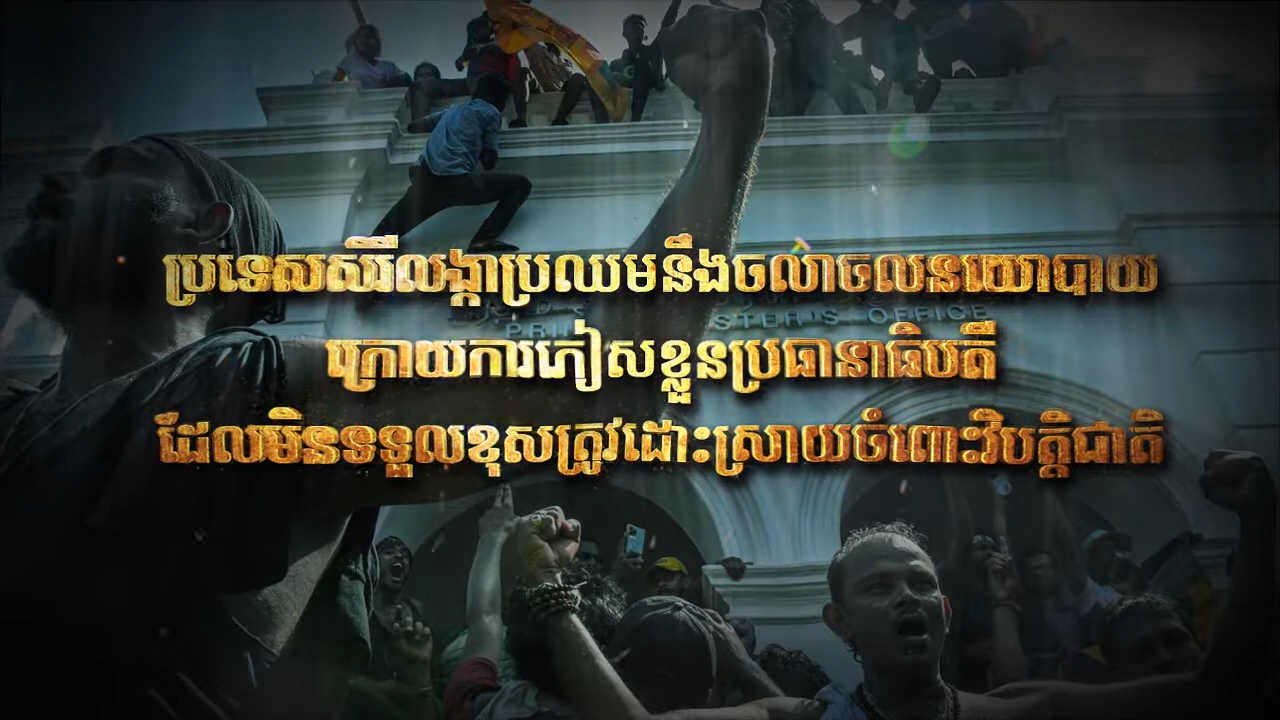 ប្រទេសស្រីលង្កាប្រឈមនឹងចលាចលនយោបាយ
PRI STER'S OFFICE
ក្រោយការភៀសខ្លួនប្រធានាធិបតី
ដែលមិនទទួលខុសត្រូវដោះស្រាយចំពោះវិបត្តិជាតិ